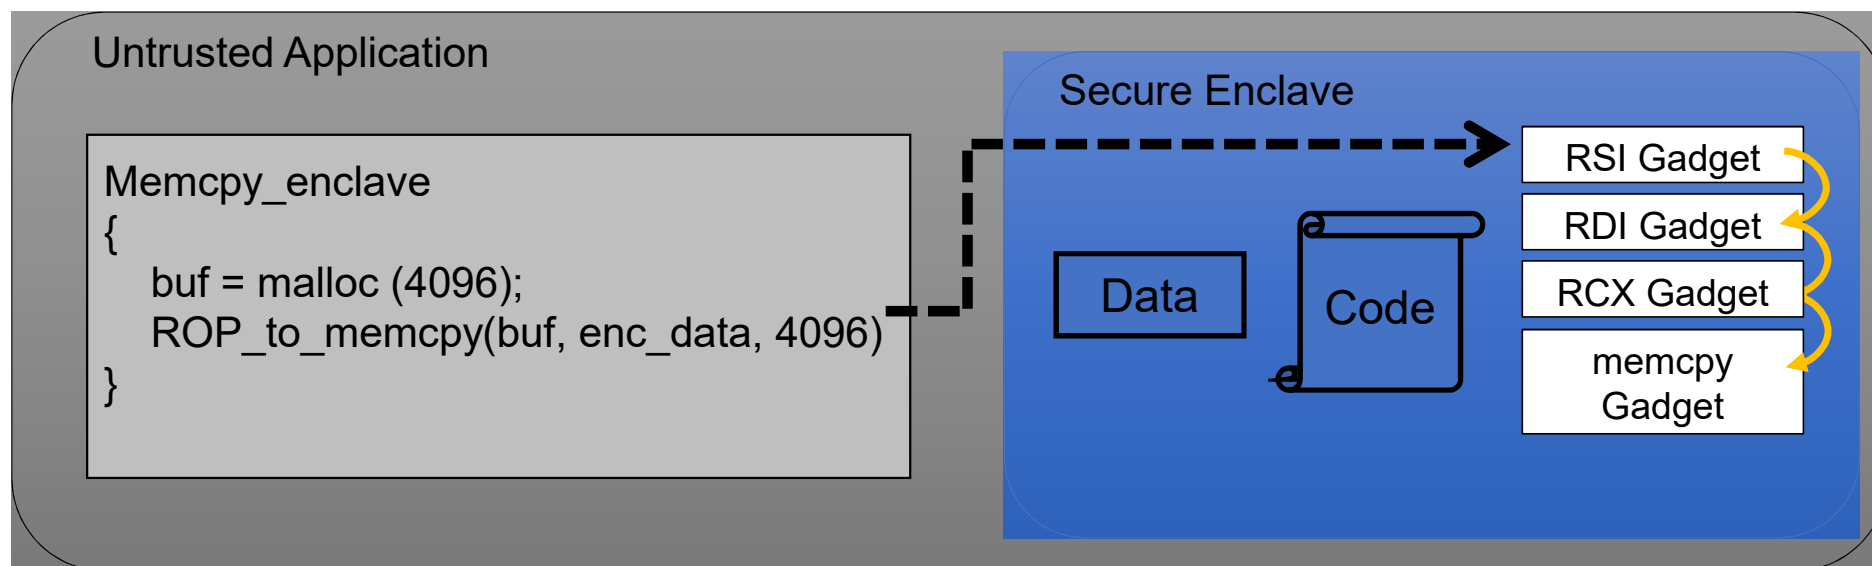 Untrusted Application
Memcpy_enclave
{
buf = malloc (4096);
ROP_to_memcpy(buf, enc_data, 4096)
}
Secure Enclave
Data
Code
RSI Gadget
RDI Gadget
RCX Gadget
memcpy
Gadget